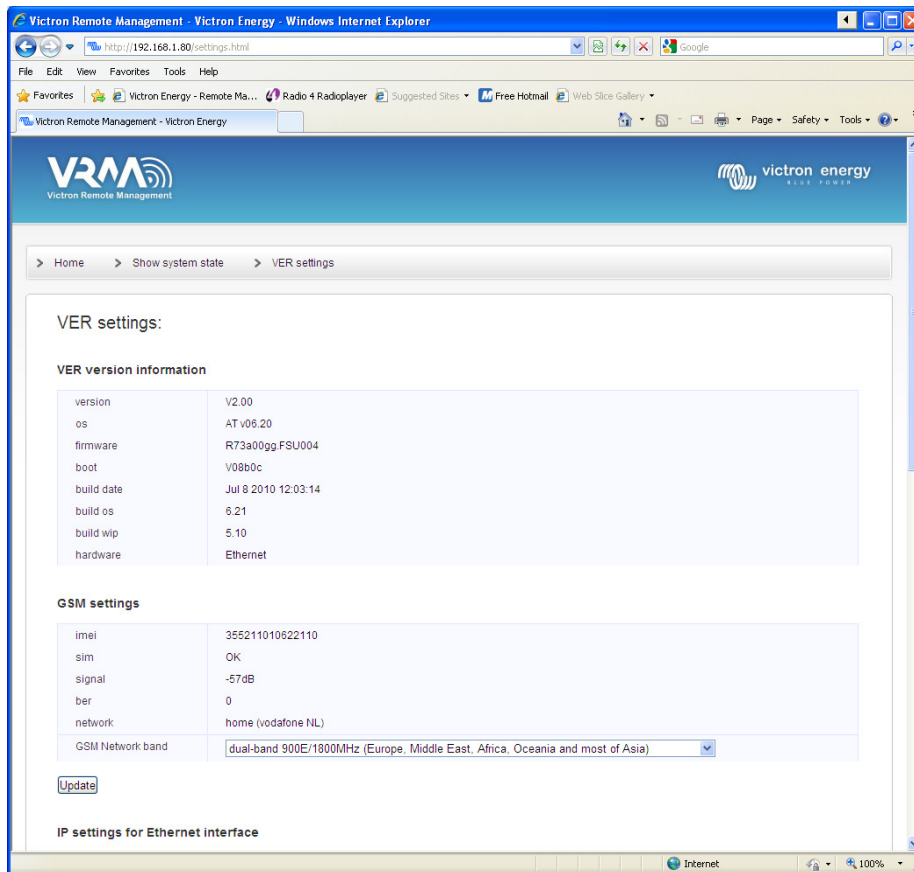 Victron Remote Management - Victron Energy - Windows Internet Explorer
http://192.168.1.80/settings.html
Google
File Edit View Favorites Tools Help
Favorites Victron Energy - Remote Ma... Radio 4 Radioplayer Suggested Sites Free Hotmail Web Slice Gallery
Victron Remote Management - Victron Energy
Page Safety Tools
VRM
Victron Remote Management
victron energy
BLUE POWER
Home Show system state VER settings
VER settings:
VER version information
version V2.00
os AT v06.20
firmware R73a00gg.FSU004
boot V08b0c
build date Jul 8 2010 12:03:14
build os 6.21
build wip 5.10
hardware Ethernet
GSM settings
imei 355211010622110
sim OK
signal -57dB
ber 0
network home (vodafone NL)
GSM Network band dual-band 900E/1800MHz (Europe, Middle East, Africa, Oceania and most of Asia)
Update
IP settings for Ethernet interface
Internet 100%